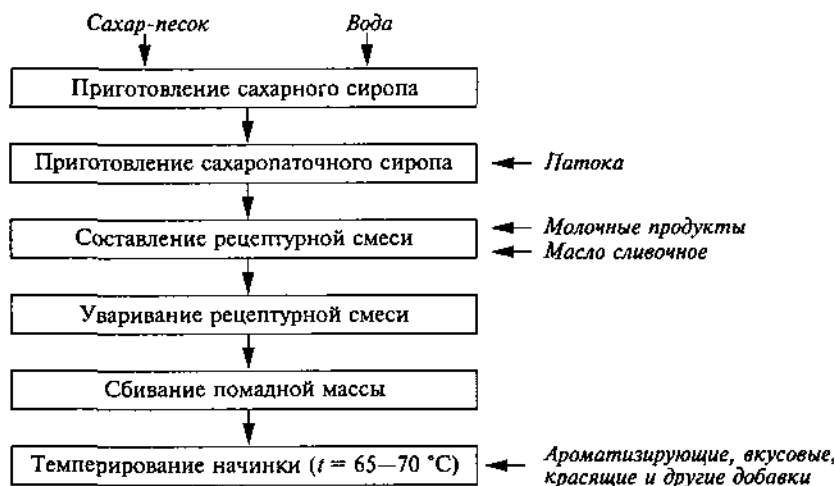 Сахар-песок Вода
Приготовление сахарного сиропа
Приготовление сахаропаточного сиропа
Патока
Составление рецептурной смеси
Молочные продукты
Масло сливочное
Уваривание рецептурной смеси
Сбивание помадной массы
Темперирование начинки (t = 65—70 °C)
Ароматизирующие, вкусовые,
красящие и другие добавки